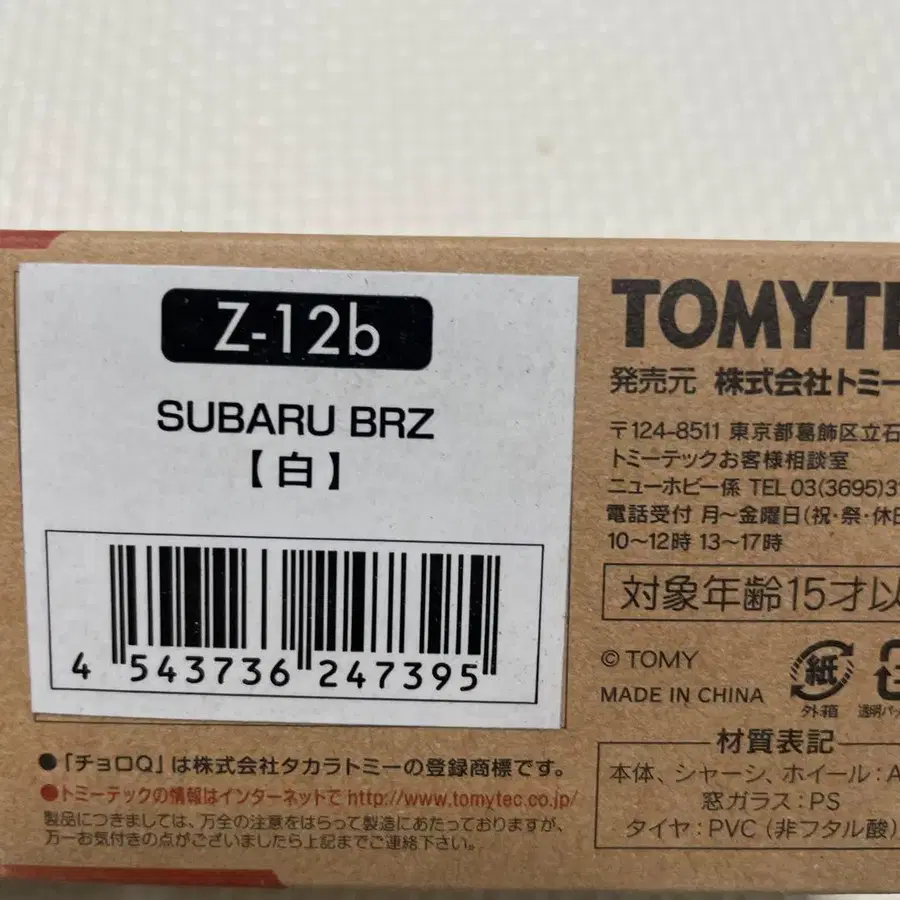 Z-12b
SUBARU BRZ
【白】
4 543736 247395
●「チョロQ」は株式会社タカラトミーの登録商標です。
●トミーテックの情報はインターネットで http://www.tomytec.co.jp/
製品につきましては、万全の注意をはらって製造にあたっておりますが、
万一お気付きの点がございましたら上記までご連絡下さい。
TOMYTE
発売元 株式会社トミー
〒124-8511 東京都葛飾区立石
トミーテックお客様相談室
ニューホビー係 TEL 03(3695)31
電話受付 月〜金曜日(祝・祭・休日
10〜12時 13〜17時
対象年齢15才以
© TOMY
MADE IN CHINA
紙
外箱
透明パッ
材質表記
本体、シャーシ、ホイール:A
窓ガラス:PS
タイヤ:PVC (非フタル酸)